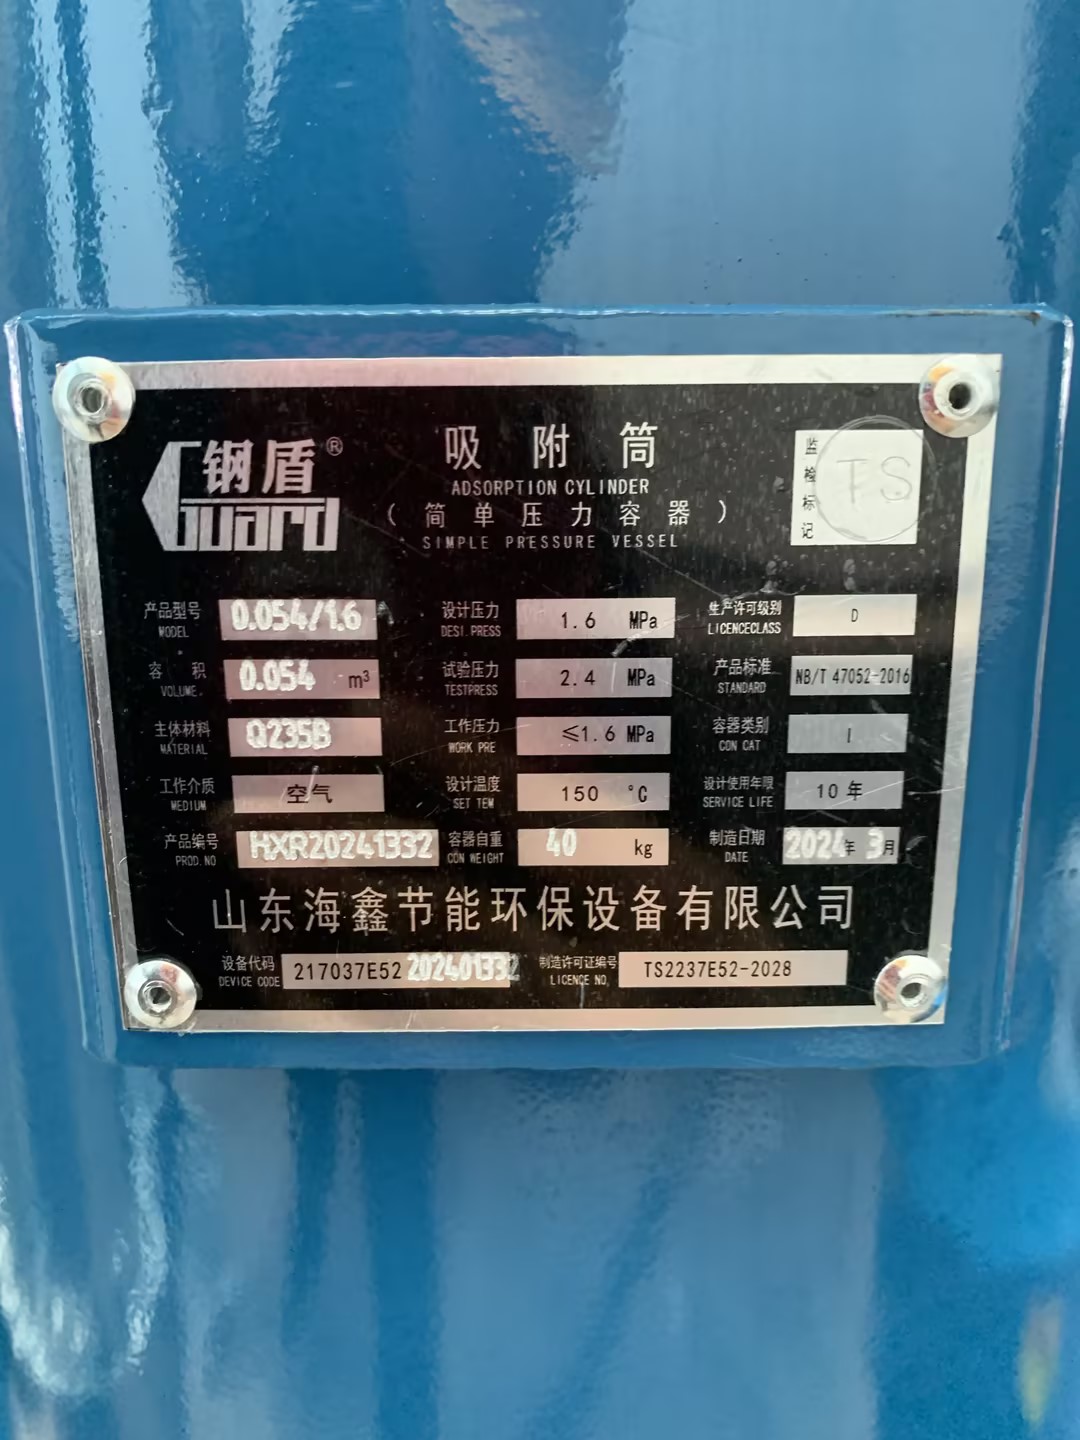 钢盾®
Guard
吸附筒
ADSORPTION CYLINDER
(简单压力容器)
SIMPLE PRESSURE VESSEL
监检标记
TS
产品型号 0.054/1.6
MODEL
设计压力 1.6 MPa
DESI.PRESS
生产许可级别 D
LICENCECLASS
容积 0.054 m³
VOLUME.
试验压力 2.4 MPa
TESTPRESS
产品标准 NB/T 47052-2016
STANDARD
主体材料 Q235B
MATERIAL
工作压力 ≤1.6 MPa
WORK PRE
容器类别 I
CON CAT
工作介质 空气
MEDIUM
设计温度 150 °C
SET TEM
设计使用年限 10年
SERVICE LIFE
产品编号 HXR20241332
PROD.NO
容器自重 40 kg
CON WEIGHT
制造日期 2024年3月
DATE
山东海鑫节能环保设备有限公司
设备代码 217037E52 202401332
DEVICE CODE
制造许可证编号 TS2237E52-2028
LICENCE NO.